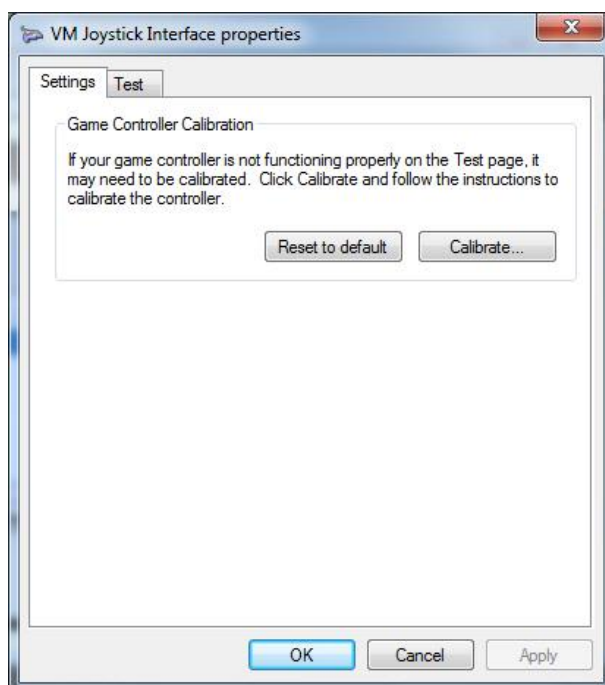 VM Joystick Interface properties
Settings Test
Game Controller Calibration
If your game controller is not functioning properly on the Test page, it
may need to be calibrated. Click Calibrate and follow the instructions to
calibrate the controller.
Reset to default Calibrate...
OK Cancel Apply